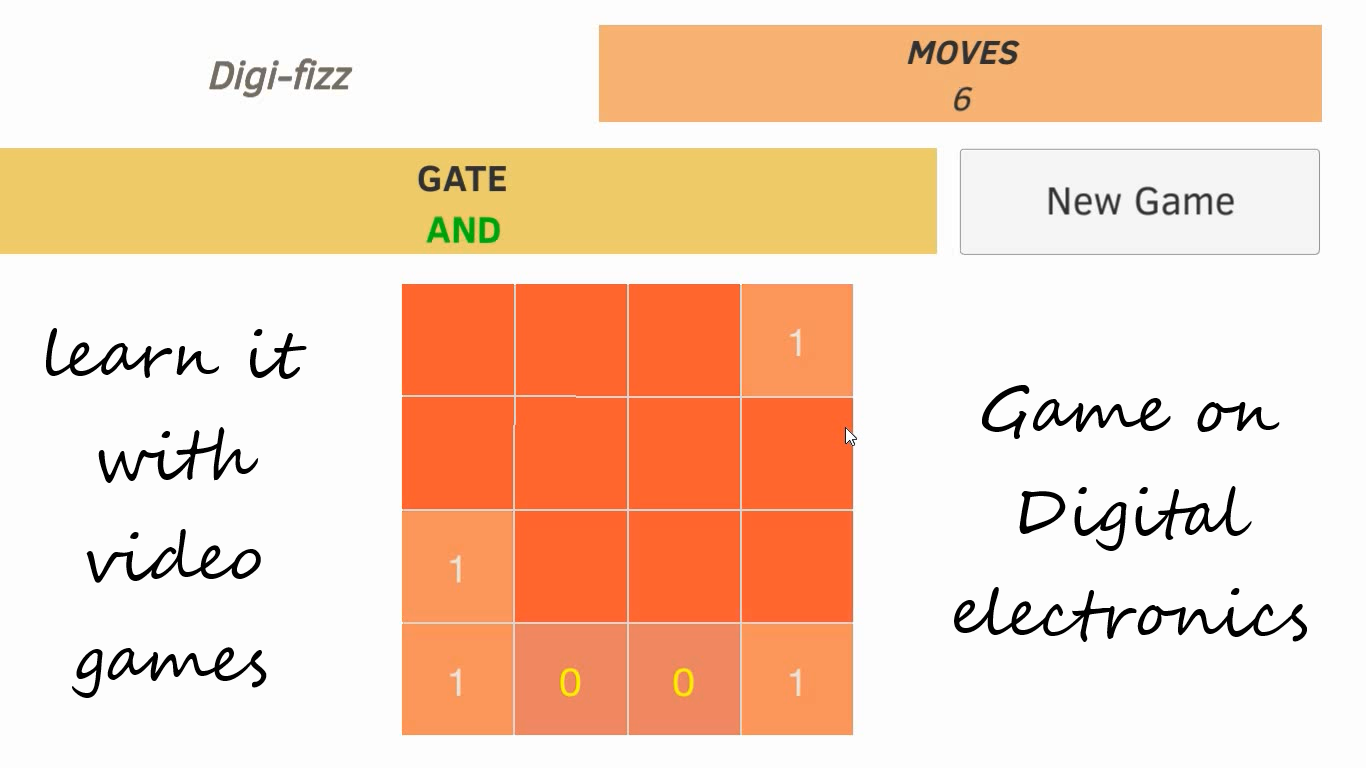 Digi-fizz
MOVES
6
GATE
AND
New Game
learn it
with
video
games
1
1
1 0 0 1
Game on
Digital
electronics